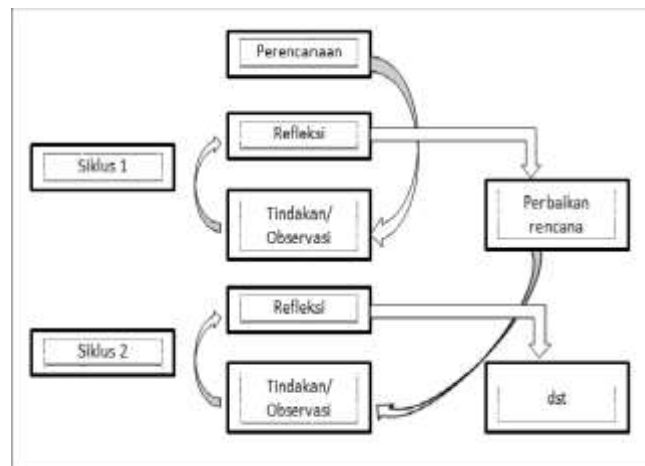 Perencanaan
Refleksi
Siklus 1
Tindakan/
Observasi
Perbaikan
rencana
Refleksi
Siklus 2
Tindakan/
Observasi
dst